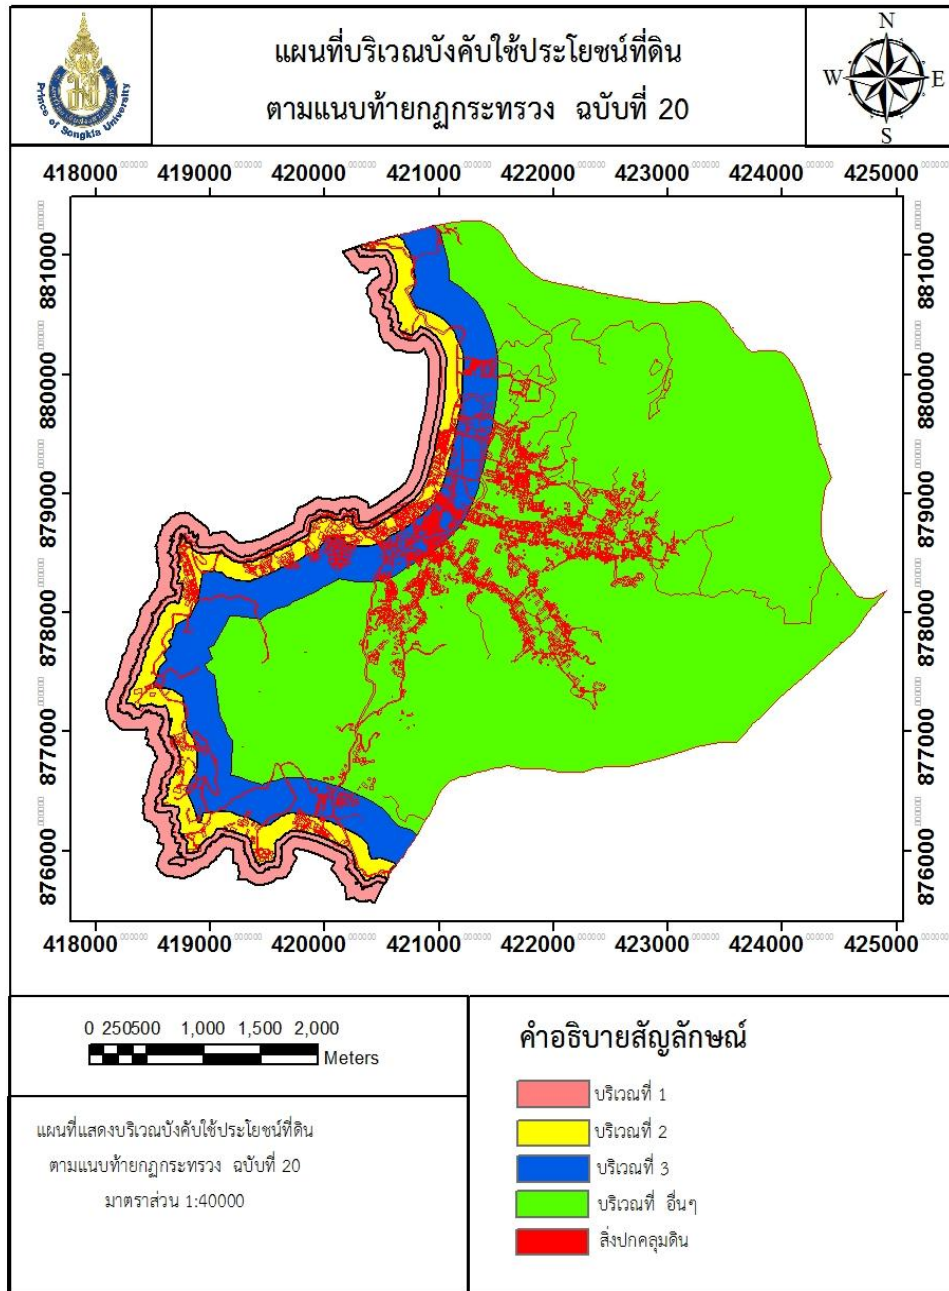 Prince of Songkla University
แผนที่บริเวณบังคับใช้ประโยชน์ที่ดิน
ตามแนบท้ายกฏกระทรวง ฉบับที่ 20
N
W E
S
418000 419000 420000 421000 422000 423000 424000 425000
881000 881000
880000 880000
879000 879000
878000 878000
877000 877000
876000 876000
418000 419000 420000 421000 422000 423000 424000 425000
0 250500 1,000 1,500 2,000
Meters
แผนที่แสดงบริเวณบังคับใช้ประโยชน์ที่ดิน
ตามแนบท้ายกฏกระทรวง ฉบับที่ 20
มาตราส่วน 1:40000
คำอธิบายสัญลักษณ์
บริเวณที่ 1
บริเวณที่ 2
บริเวณที่ 3
บริเวณที่ อื่นๆ
สิ่งปกคลุมดิน